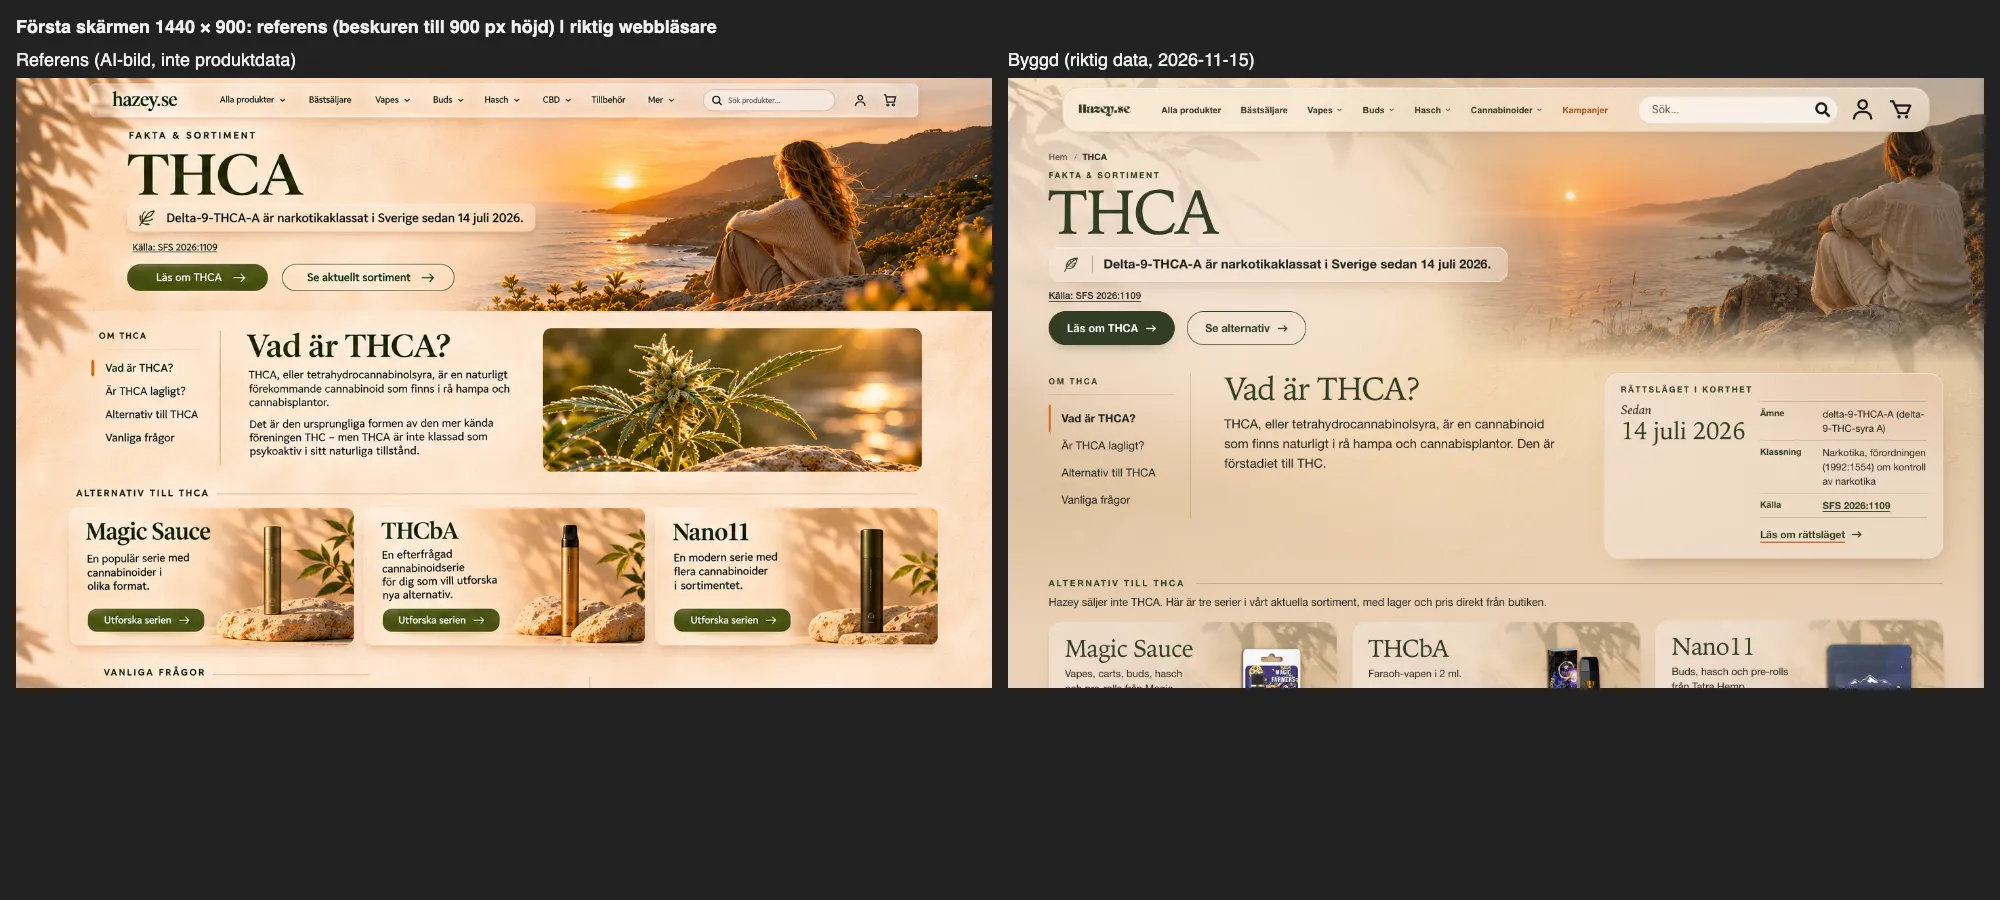 Första skärmen 1440 × 900: referens (beskuren till 900 px höjd) | riktig webbläsare
Referens (AI-bild, inte produktdata)
hazey.se
Alla produkter
Bästsäljare
Vapes
Buds
Hasch
CBD
Tillbehör
Mer
Sök produkter...
FAKTA & SORTIMENT
THCA
Delta-9-THCA-A är narkotikaklassat i Sverige sedan 14 juli 2026.
Källa: SFS 2026:1109
Läs om THCA →
Se aktuellt sortiment →
OM THCA
Vad är THCA?
Är THCA lagligt?
Alternativ till THCA
Vanliga frågor
Vad är THCA?
THCA, eller tetrahydrocannabinolsyra, är en naturligt
förekommande cannabinoid som finns i rå hampa och
cannabisplantor.
Det är den ursprungliga formen av den mer kända
föreningen THC – men THCA är inte klassad som
psykoaktiv i sitt naturliga tillstånd.
ALTERNATIV TILL THCA
Magic Sauce
En populär serie med
cannabinoider i
olika format.
Utforska serien →
THCbA
En efterfrågad
cannabinoidserie
för dig som vill utforska
nya alternativ.
Utforska serien →
Nano11
En modern serie med
flera cannabinoider
i sortimentet.
Utforska serien →
VANLIGA FRÅGOR
Byggd (riktig data, 2026-11-15)
Hazey.se
Alla produkter
Bästsäljare
Vapes
Buds
Hasch
Cannabinoider
Kampanjer
Sök...
Hem / THCA
FAKTA & SORTIMENT
THCA
Delta-9-THCA-A är narkotikaklassat i Sverige sedan 14 juli 2026.
Källa: SFS 2026:1109
Läs om THCA →
Se alternativ →
OM THCA
Vad är THCA?
Är THCA lagligt?
Alternativ till THCA
Vanliga frågor
Vad är THCA?
THCA, eller tetrahydrocannabinolsyra, är en cannabinoid
som finns naturligt i rå hampa och cannabisplantor. Den är
förstadiet till THC.
RÄTTSLÄGET I KORTHET
Sedan
14 juli 2026
Ämne
delta-9-THCA-A (delta-
9-THC-syra A)
Klassning
Narkotika, förordningen
(1992:1554) om kontroll
av narkotika
Källa
SFS 2026:1109
Läs om rättsläget →
ALTERNATIV TILL THCA
Hazey säljer inte THCA. Här är tre serier i vårt aktuella sortiment, med lager och pris direkt från butiken.
Magic Sauce
Vapes, carts, buds, hasch
och pre-rolls från Magic
MAGIC
FARMERS
THCbA
Faraoh-vapen i 2 ml.
Nano11
Buds, hasch och pre-rolls
från Tatra Hemp